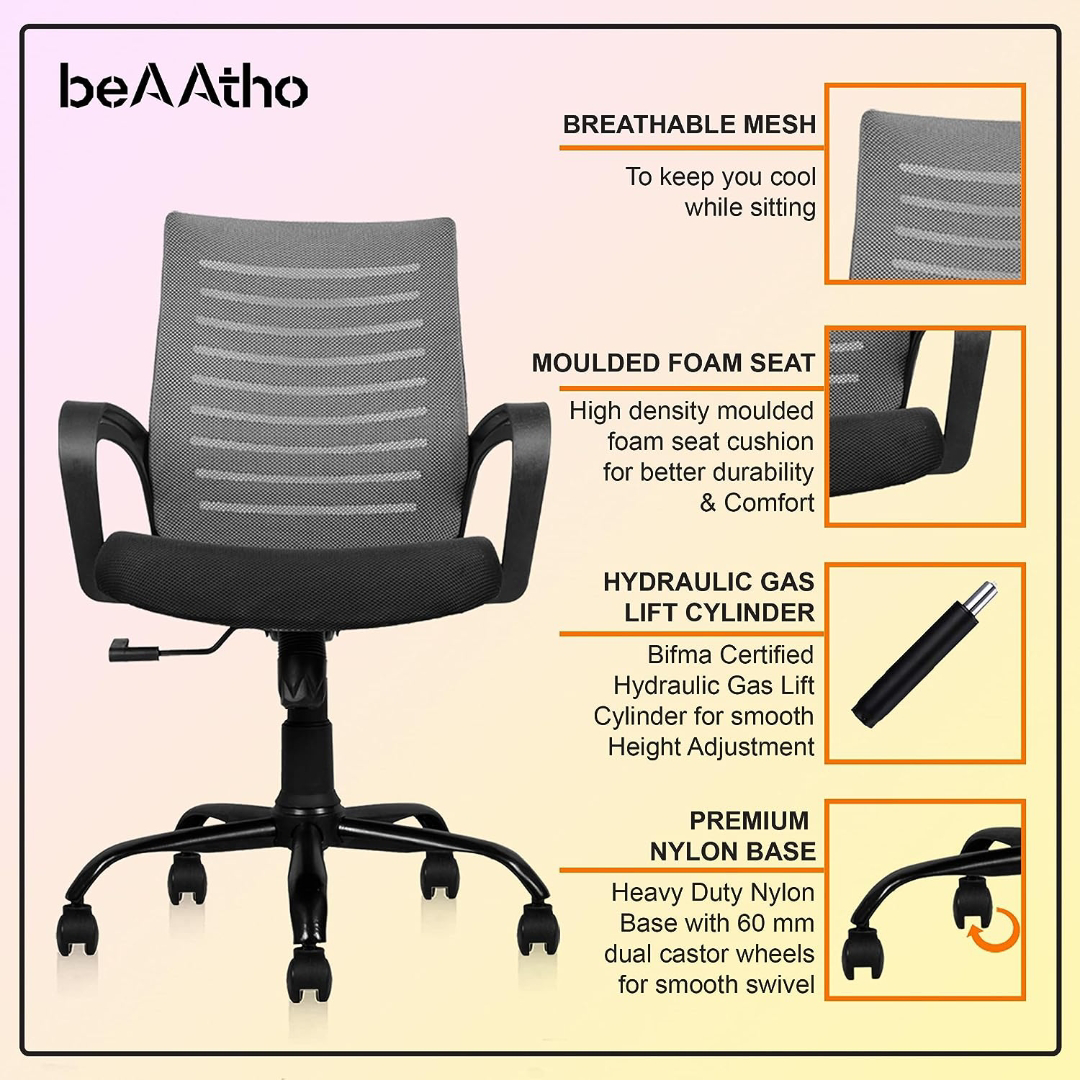 beAAtho
BREATHABLE MESH
To keep you cool
while sitting
MOULDED FOAM SEAT
High density moulded
foam seat cushion
for better durability
& Comfort
HYDRAULIC GAS
LIFT CYLINDER
Bifma Certified
Hydraulic Gas Lift
Cylinder for smooth
Height Adjustment
PREMIUM
NYLON BASE
Heavy Duty Nylon
Base with 60 mm
dual castor wheels
for smooth swivel